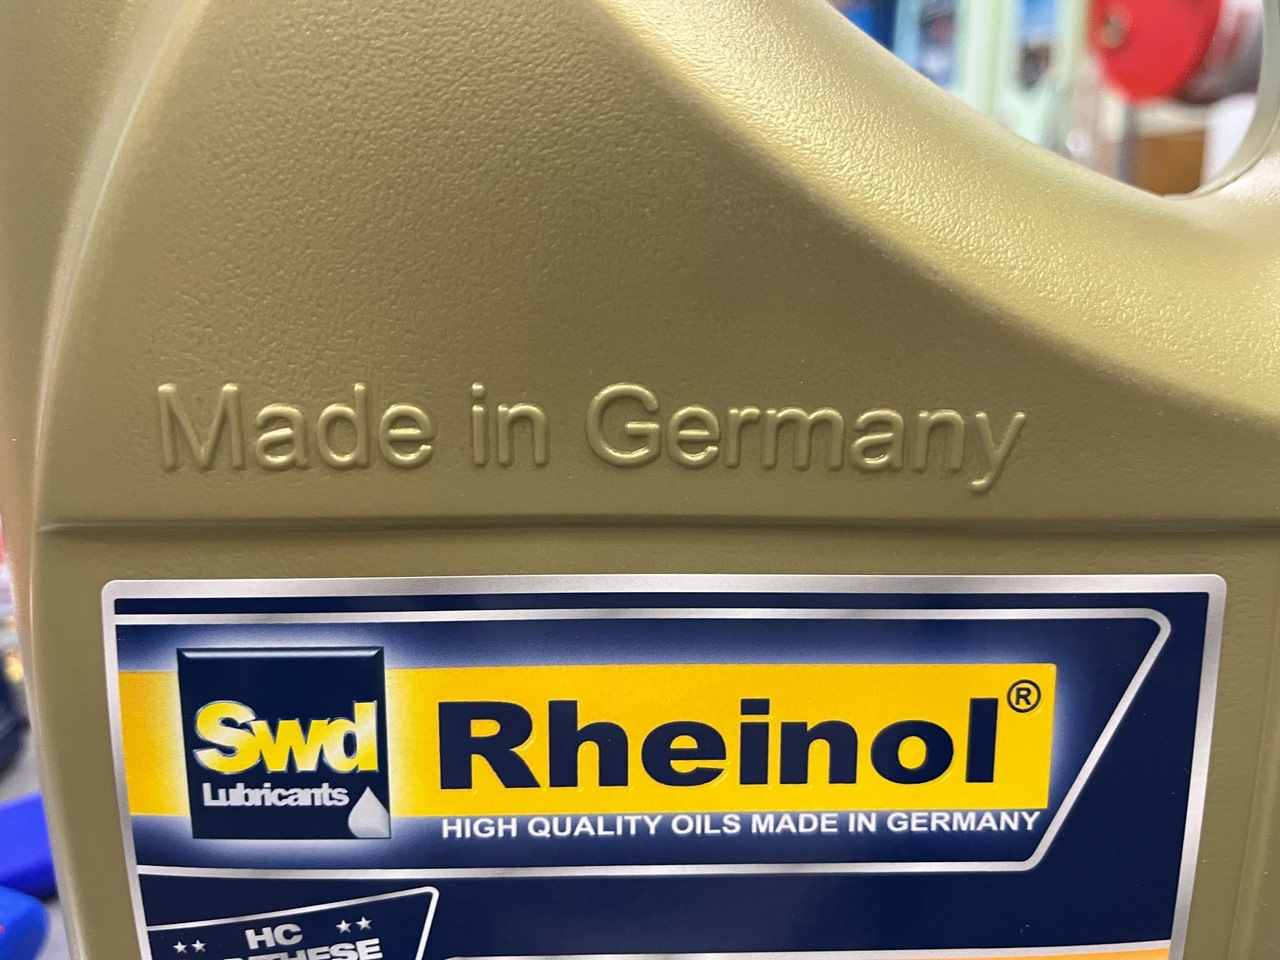 Made in Germany
Swd
Lubricants
Rheinol®
HIGH QUALITY OILS MADE IN GERMANY
HC